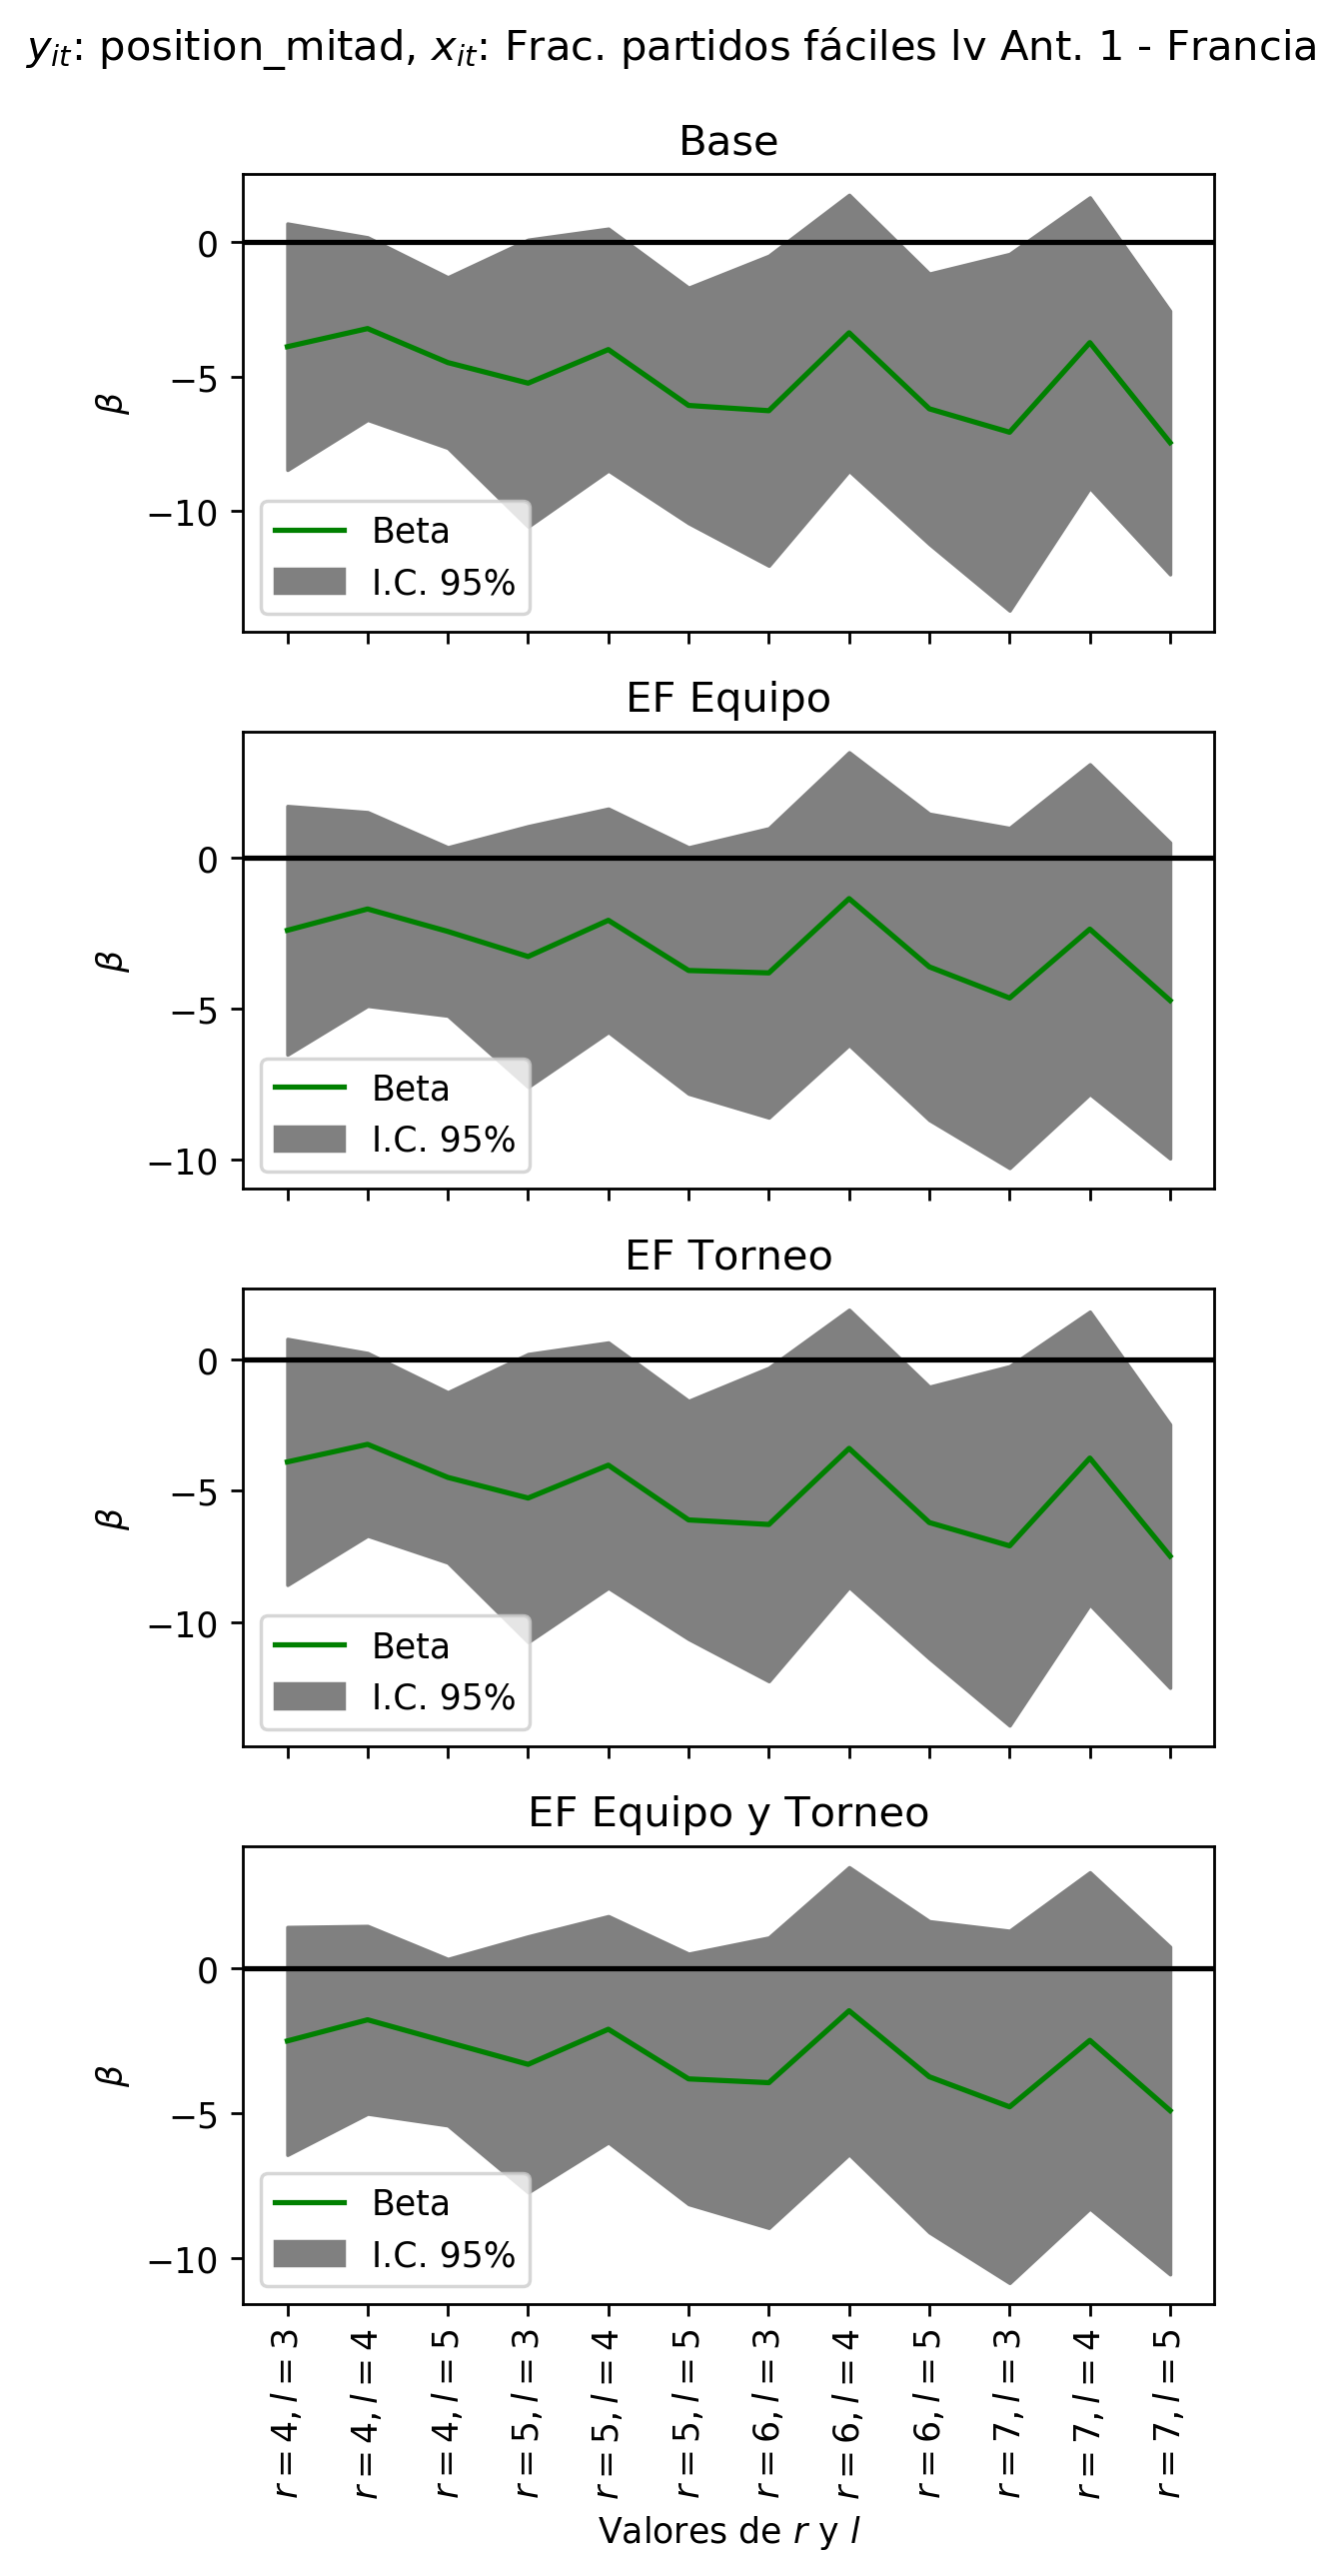 y_it: position_mitad, x_it: Frac. partidos fáciles lv Ant. 1 - Francia
Base
0
−5
−10
β
Beta
I.C. 95%
EF Equipo
0
−5
−10
β
Beta
I.C. 95%
EF Torneo
0
−5
−10
β
Beta
I.C. 95%
EF Equipo y Torneo
0
−5
−10
β
Beta
I.C. 95%
r = 4, l = 3
r = 4, l = 4
r = 4, l = 5
r = 5, l = 3
r = 5, l = 4
r = 5, l = 5
r = 6, l = 3
r = 6, l = 4
r = 6, l = 5
r = 7, l = 3
r = 7, l = 4
r = 7, l = 5
Valores de r y l